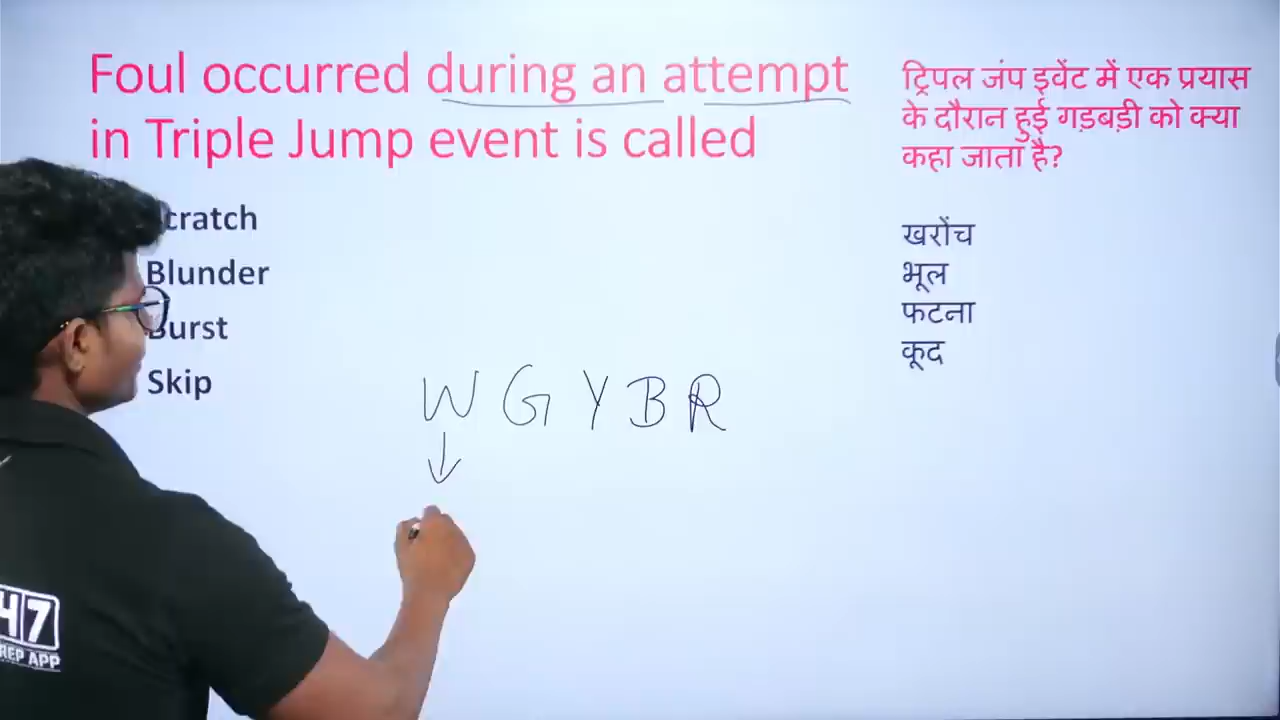 Foul occurred during an attempt
in Triple Jump event is called
ट्रिपल जंप इवेंट में एक प्रयास
के दौरान हुई गड़बड़ी को क्या
कहा जाता है?
cratch
Blunder
Burst
Skip
खरोंच
भूल
फटना
कूद
W G Y B R
47
REP APP